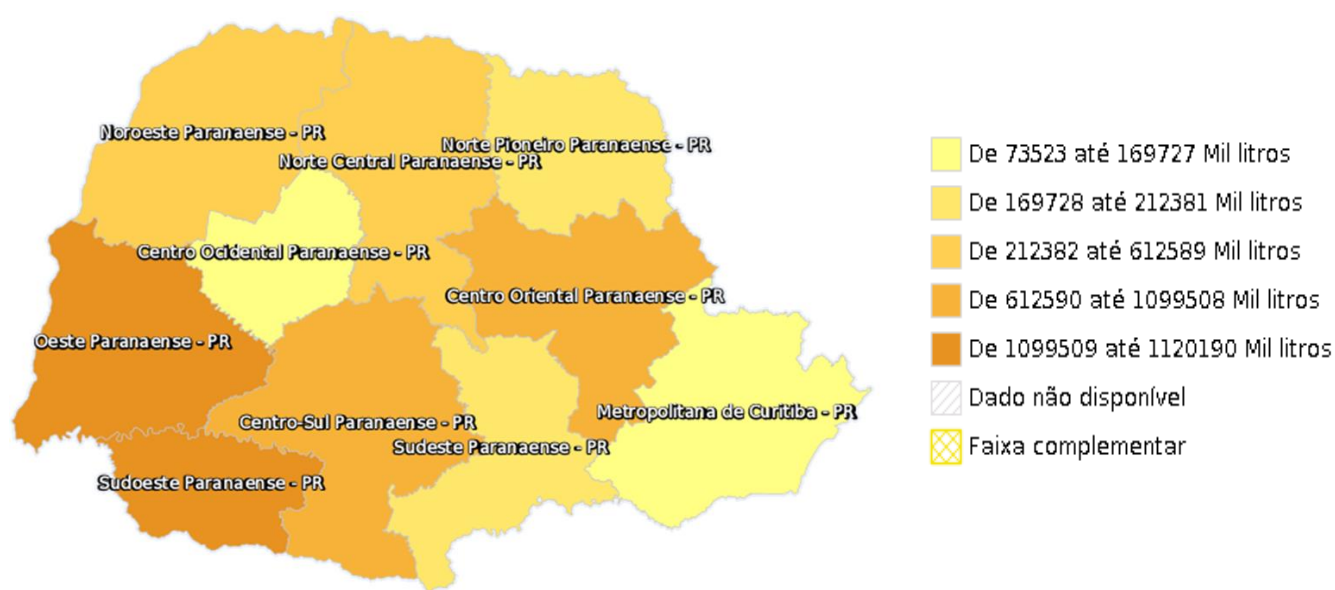 Noroeste Paranaense - PR
Norte Pioneiro Paranaense - PR
Norte Central Paranaense - PR
Centro Ocidental Paranaense - PR
Centro Oriental Paranaense - PR
Oeste Paranaense - PR
Metropolitana de Curitiba - PR
Centro-Sul Paranaense - PR
Sudeste Paranaense - PR
Sudoeste Paranaense - PR
De 73523 até 169727 Mil litros
De 169728 até 212381 Mil litros
De 212382 até 612589 Mil litros
De 612590 até 1099508 Mil litros
De 1099509 até 1120190 Mil litros
Dado não disponível
Faixa complementar